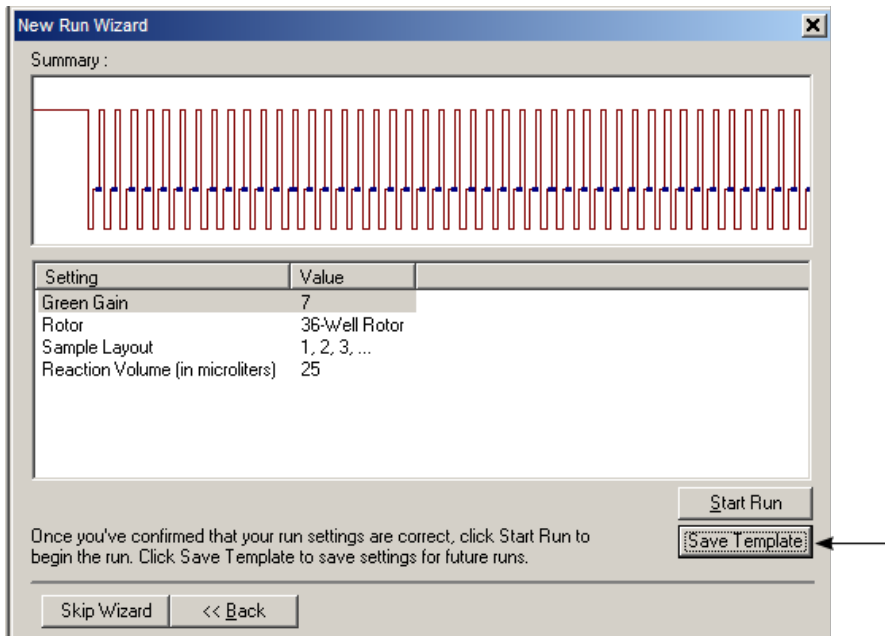 New Run Wizard
Summary :
Setting Value
Green Gain 7
Rotor 36-Well Rotor
Sample Layout 1, 2, 3, ...
Reaction Volume (in microliters) 25
Start Run
Once you've confirmed that your run settings are correct, click Start Run to
begin the run. Click Save Template to save settings for future runs.
Save Template
Skip Wizard << Back